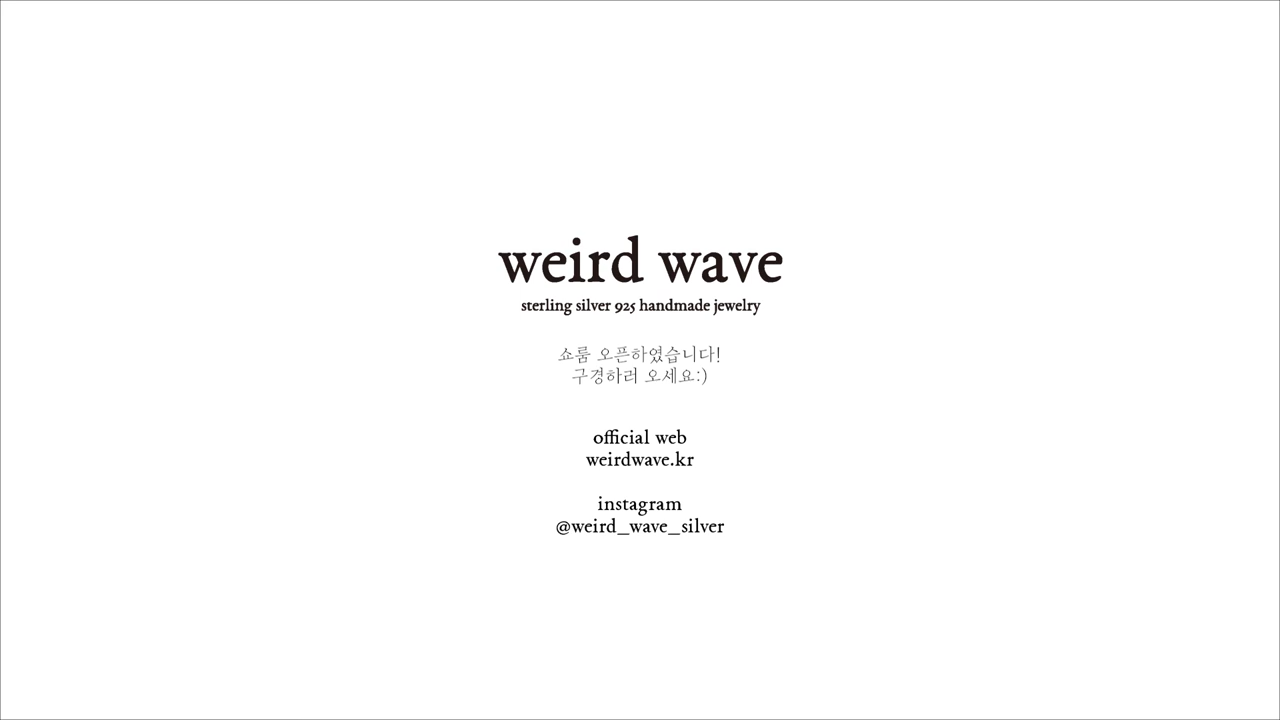 weird wave
sterling silver 925 handmade jewelry
쇼룸 오픈하였습니다!
구경하러 오세요:)
official web
weirdwave.kr
instagram
@weird_wave_silver